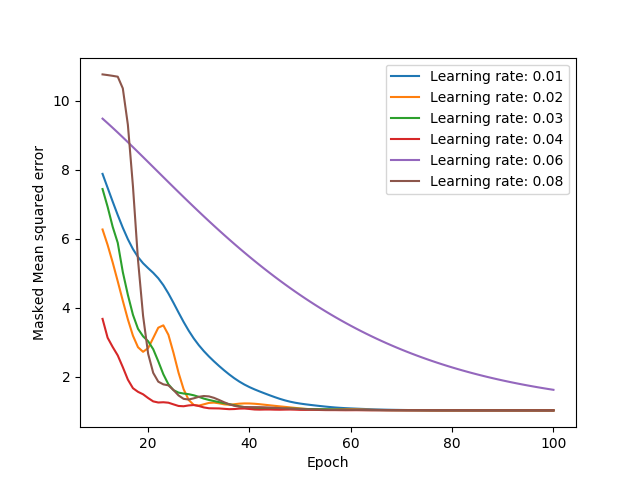 Learning rate: 0.01
Learning rate: 0.02
Learning rate: 0.03
Learning rate: 0.04
Learning rate: 0.06
Learning rate: 0.08
Masked Mean squared error
10
8
6
4
2
20 40 60 80 100
Epoch